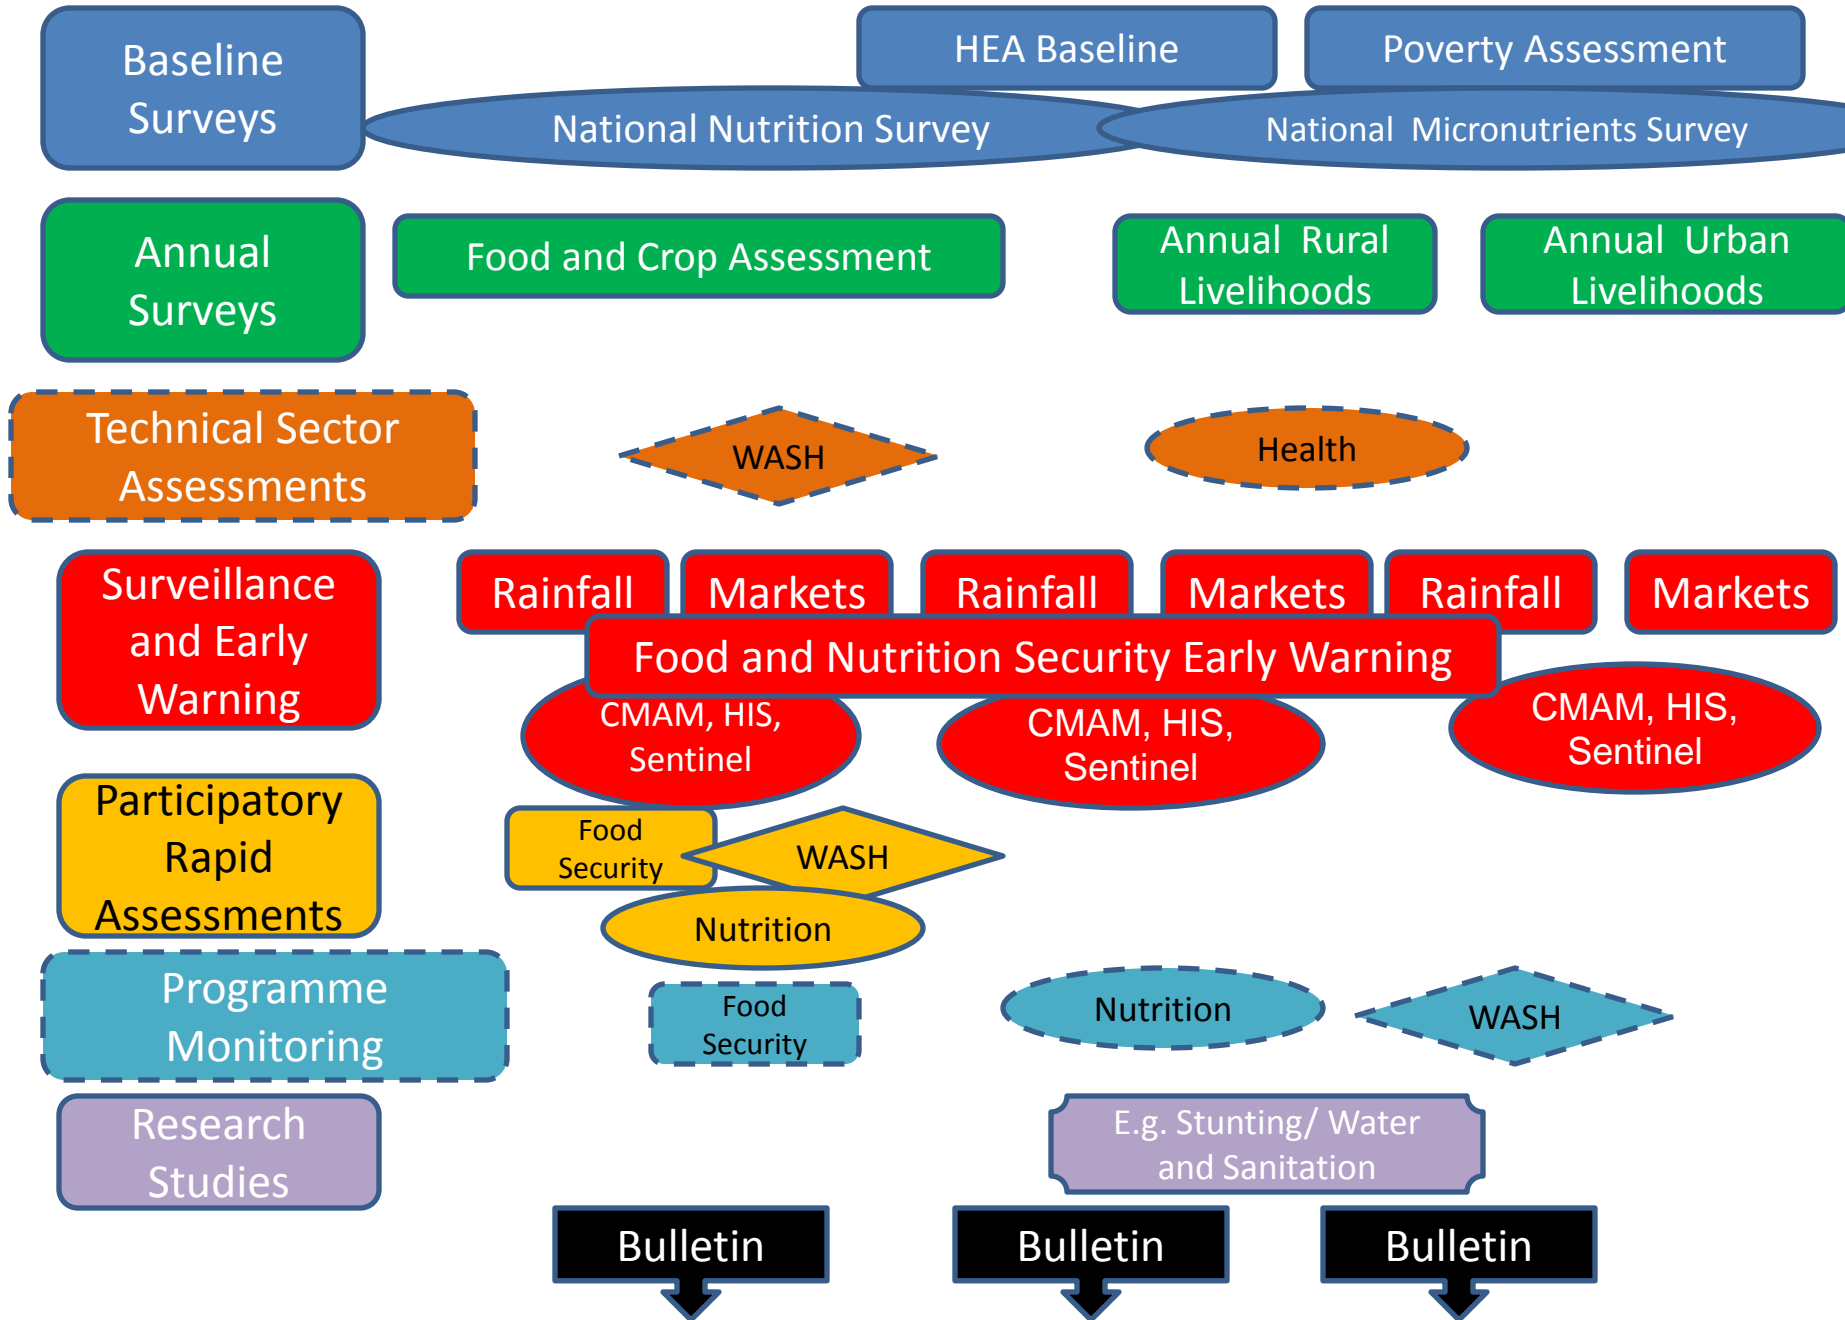 Baseline
Surveys
HEA Baseline
Poverty Assessment
National Nutrition Survey
National Micronutrients Survey
Annual
Surveys
Food and Crop Assessment
Annual Rural
Livelihoods
Annual Urban
Livelihoods
Technical Sector
Assessments
WASH
Health
Surveillance
and Early
Warning
Rainfall
Markets
Rainfall
Markets
Rainfall
Markets
Food and Nutrition Security Early Warning
CMAM, HIS,
Sentinel
CMAM, HIS,
Sentinel
CMAM, HIS,
Sentinel
Participatory
Rapid
Assessments
Food
Security
WASH
Nutrition
Programme
Monitoring
Food
Security
Nutrition
WASH
Research
Studies
E.g. Stunting/ Water
and Sanitation
Bulletin
Bulletin
Bulletin